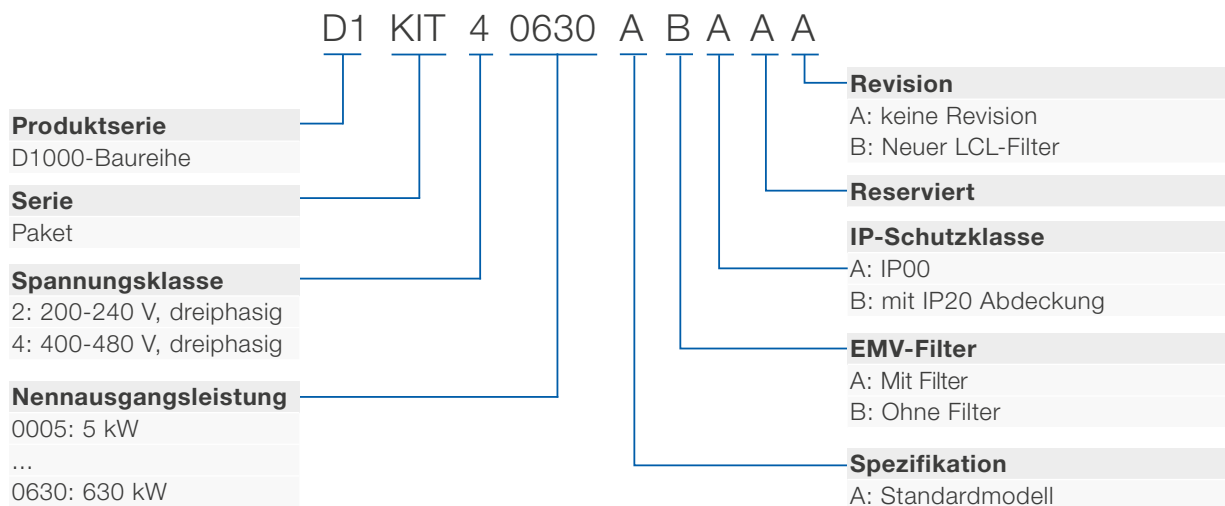 D1 KIT 4 0630 A B A A A
Produktserie
D1000-Baureihe
Serie
Paket
Spannungsklasse
2: 200-240 V, dreiphasig
4: 400-480 V, dreiphasig
Nennausgangsleistung
0005: 5 kW
...
0630: 630 kW
Revision
A: keine Revision
B: Neuer LCL-Filter
Reserviert
IP-Schutzklasse
A: IP00
B: mit IP20 Abdeckung
EMV-Filter
A: Mit Filter
B: Ohne Filter
Spezifikation
A: Standardmodell